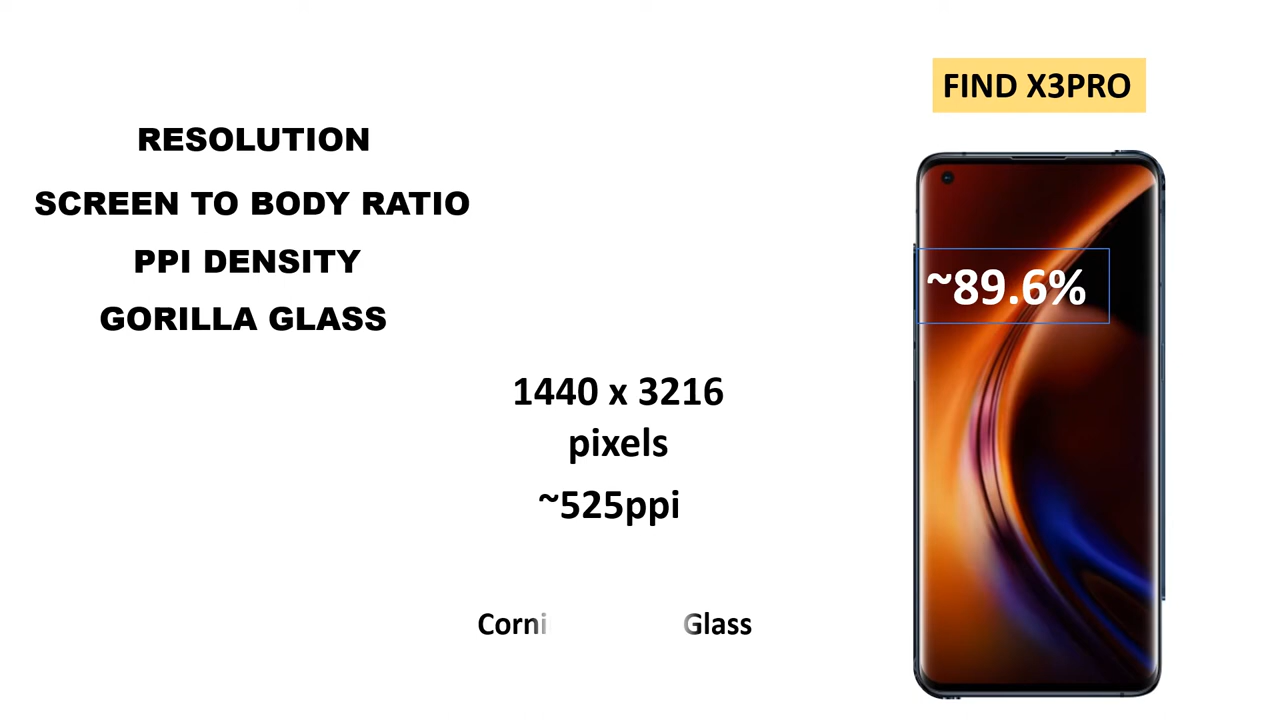 FIND X3PRO
RESOLUTION
SCREEN TO BODY RATIO
PPI DENSITY
GORILLA GLASS
~89.6%
1440 x 3216
pixels
~525ppi
Corni Glass